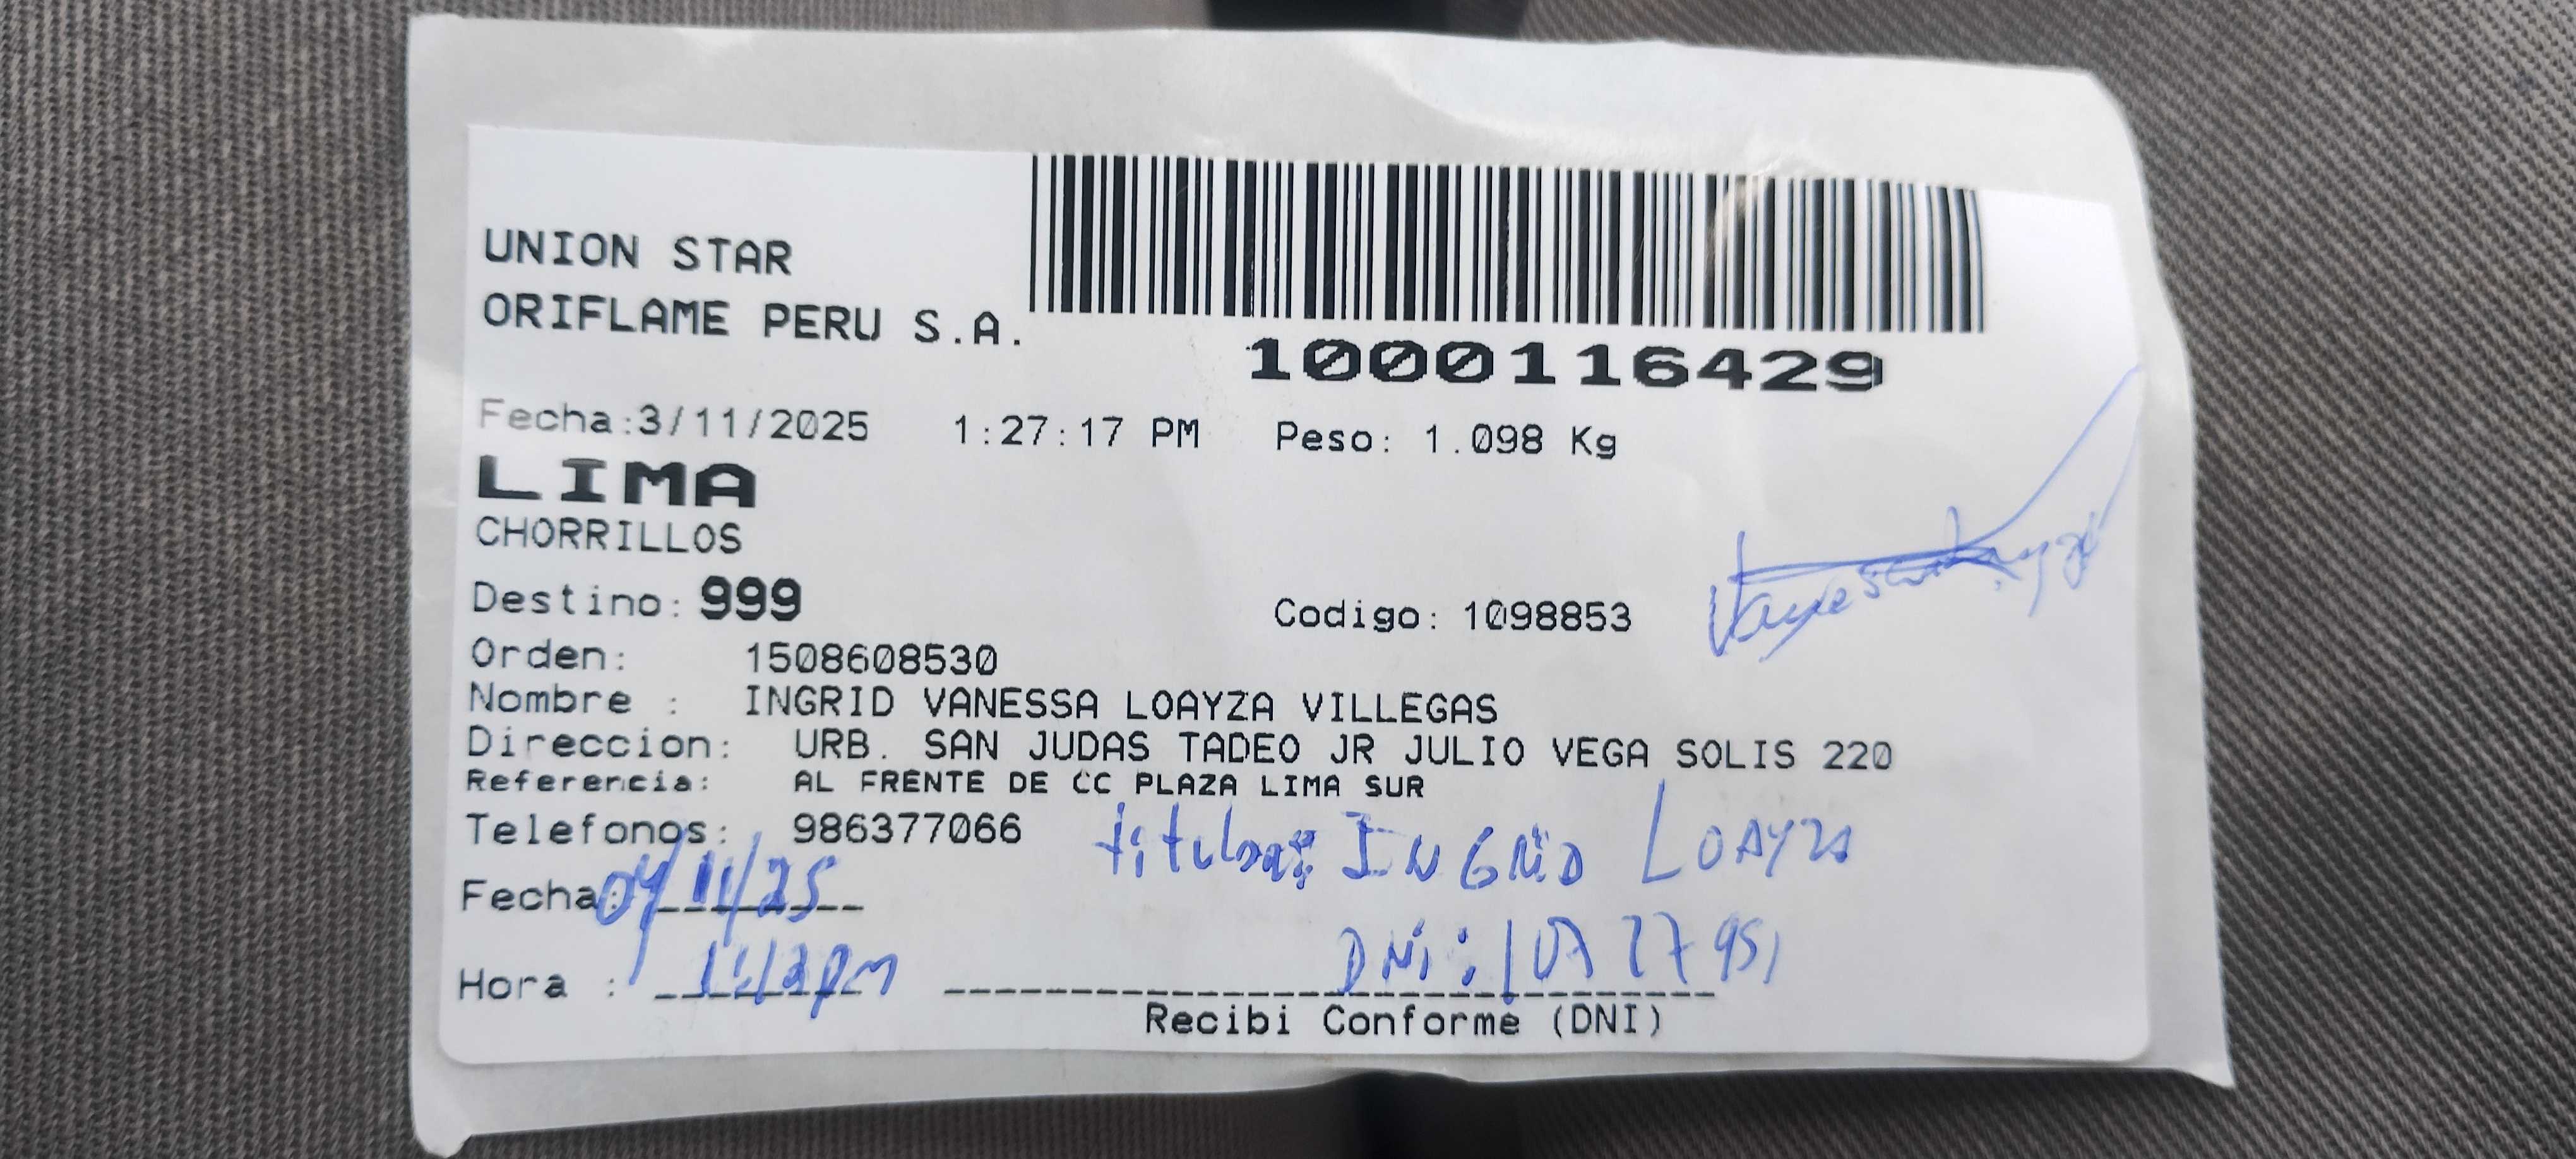 UNION STAR
ORIFLAME PERU S.A.
1000116429
Fecha:3/11/2025 1:27:17 PM Peso: 1.098 Kg
LIMA
CHORRILLOS
Destino: 999 Codigo: 1098853
Orden: 1508608530
Nombre : INGRID VANESSA LOAYZA VILLEGAS
Direccion: URB. SAN JUDAS TADEO JR JULIO VEGA SOLIS 220
Referencia: AL FRENTE DE CC PLAZA LIMA SUR
Telefonos: 986377066
titular: INGRID LOAYZA
Fecha: 04/11/25
DNi:
Hora :
Recibi Conforme (DNI)